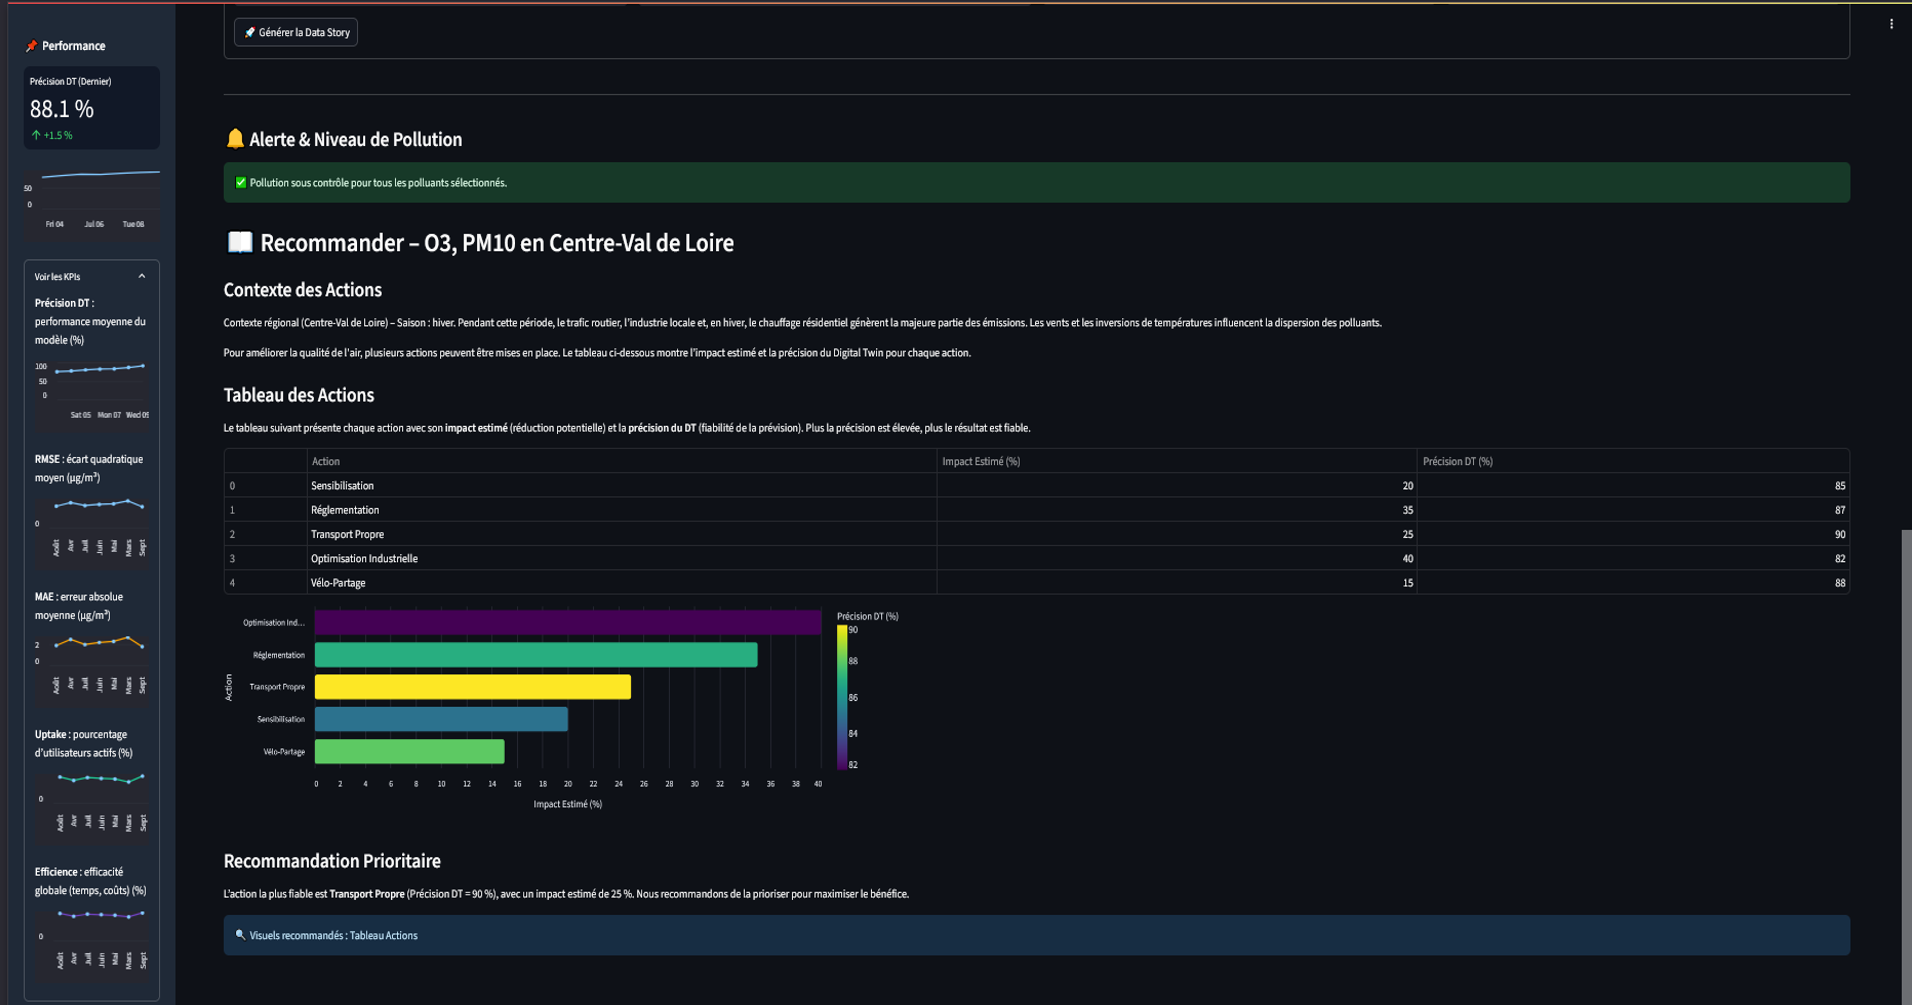 Performance
Précision DT (Dernier)
88.1 %
+1.5 %
50
0
Fri 04 Jul 06 Tue 08
Voir les KPIs
Précision DT :
performance moyenne du
modèle (%)
100
50
0
Sat 05 Mon 07 Wed 09
RMSE : écart quadratique
moyen (µg/m³)
0
Août Avr Juil Juin Mai Mars Sept
MAE : erreur absolue
moyenne (µg/m³)
2
0
Août Avr Juil Juin Mai Mars Sept
Uptake : pourcentage
d'utilisateurs actifs (%)
0
Août Avr Juil Juin Mai Mars Sept
Efficience : efficacité
globale (temps, coûts) (%)
0
Août Avr Juil Juin Mai Mars Sept
Générer la Data Story
Alerte & Niveau de Pollution
Pollution sous contrôle pour tous les polluants sélectionnés.
Recommander – O3, PM10 en Centre-Val de Loire
Contexte des Actions
Contexte régional (Centre-Val de Loire) – Saison : hiver. Pendant cette période, le trafic routier, l'industrie locale et, en hiver, le chauffage résidentiel génèrent la majeure partie des émissions. Les vents et les inversions de températures influencent la dispersion des polluants.
Pour améliorer la qualité de l'air, plusieurs actions peuvent être mises en place. Le tableau ci-dessous montre l'impact estimé et la précision du Digital Twin pour chaque action.
Tableau des Actions
Le tableau suivant présente chaque action avec son impact estimé (réduction potentielle) et la précision du DT (fiabilité de la prévision). Plus la précision est élevée, plus le résultat est fiable.
Action Impact Estimé (%) Précision DT (%)
0 Sensibilisation 20 85
1 Réglementation 35 87
2 Transport Propre 25 90
3 Optimisation Industrielle 40 82
4 Vélo-Partage 15 88
Action
Optimisation Ind...
Réglementation
Transport Propre
Sensibilisation
Vélo-Partage
0 2 4 6 8 10 12 14 16 18 20 22 24 26 28 30 32 34 36 38 40
Impact Estimé (%)
Précision DT (%)
90
88
86
84
82
Recommandation Prioritaire
L'action la plus fiable est Transport Propre (Précision DT = 90 %), avec un impact estimé de 25 %. Nous recommandons de la prioriser pour maximiser le bénéfice.
Visuels recommandés : Tableau Actions